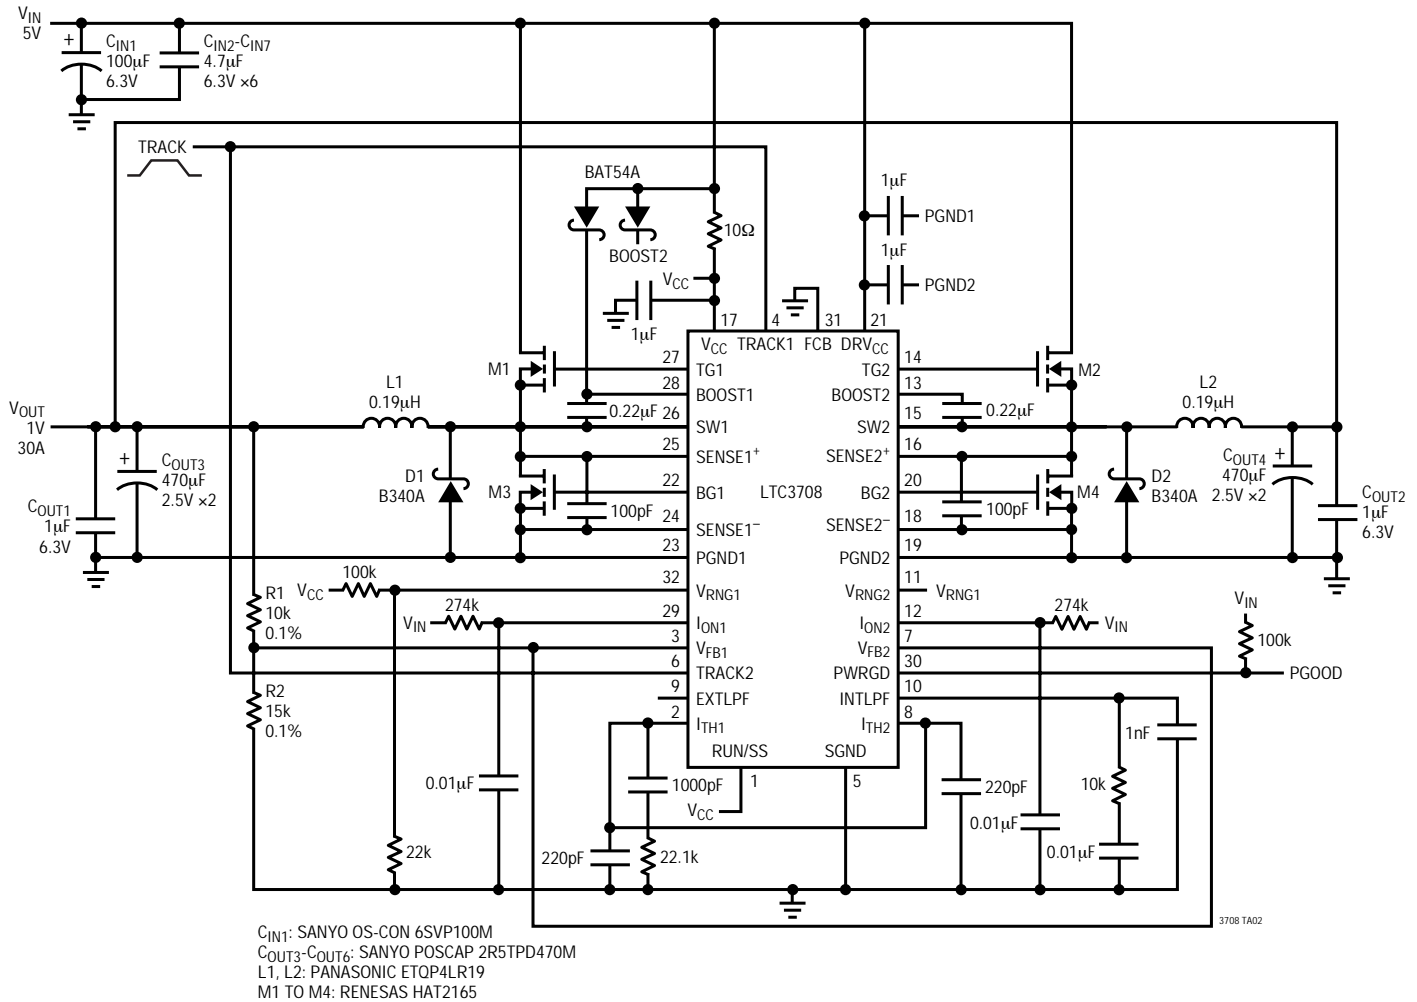 VIN
5V
CIN1
100µF
6.3V
CIN2-CIN7
4.7µF
6.3V ×6
TRACK
BAT54A
BOOST2
10Ω
VCC
1µF
1µF
PGND1
1µF
PGND2
17
4
31
21
VCC
TRACK1
FCB
DRVCC
27
TG1
28
BOOST1
26
SW1
25
SENSE1+
22
BG1
24
SENSE1–
23
PGND1
32
VRNG1
29
ION1
3
VFB1
6
TRACK2
9
EXTLPF
2
ITH1
RUN/SS
1
SGND
5
LTC3708
14
TG2
13
BOOST2
15
SW2
16
SENSE2+
20
BG2
18
SENSE2–
19
PGND2
11
VRNG2
12
ION2
7
VFB2
30
PWRGD
10
INTLPF
8
ITH2
M1
M2
L1
0.19µH
0.22µF
0.22µF
L2
0.19µH
VOUT
1V
30A
COUT3
470µF
2.5V ×2
COUT1
1µF
6.3V
D1
B340A
M3
100pF
100pF
M4
D2
B340A
COUT4
470µF
2.5V ×2
COUT2
1µF
6.3V
VCC
100k
VRNG1
R1
10k
0.1%
VIN
274k
274k
VIN
VIN
100k
PGOOD
R2
15k
0.1%
0.01µF
1000pF
VCC
220pF
22.1k
22k
220pF
0.01µF
1nF
10k
0.01µF
3708 TA02
CIN1: SANYO OS-CON 6SVP100M
COUT3-COUT6: SANYO POSCAP 2R5TPD470M
L1, L2: PANASONIC ETQP4LR19
M1 TO M4: RENESAS HAT2165